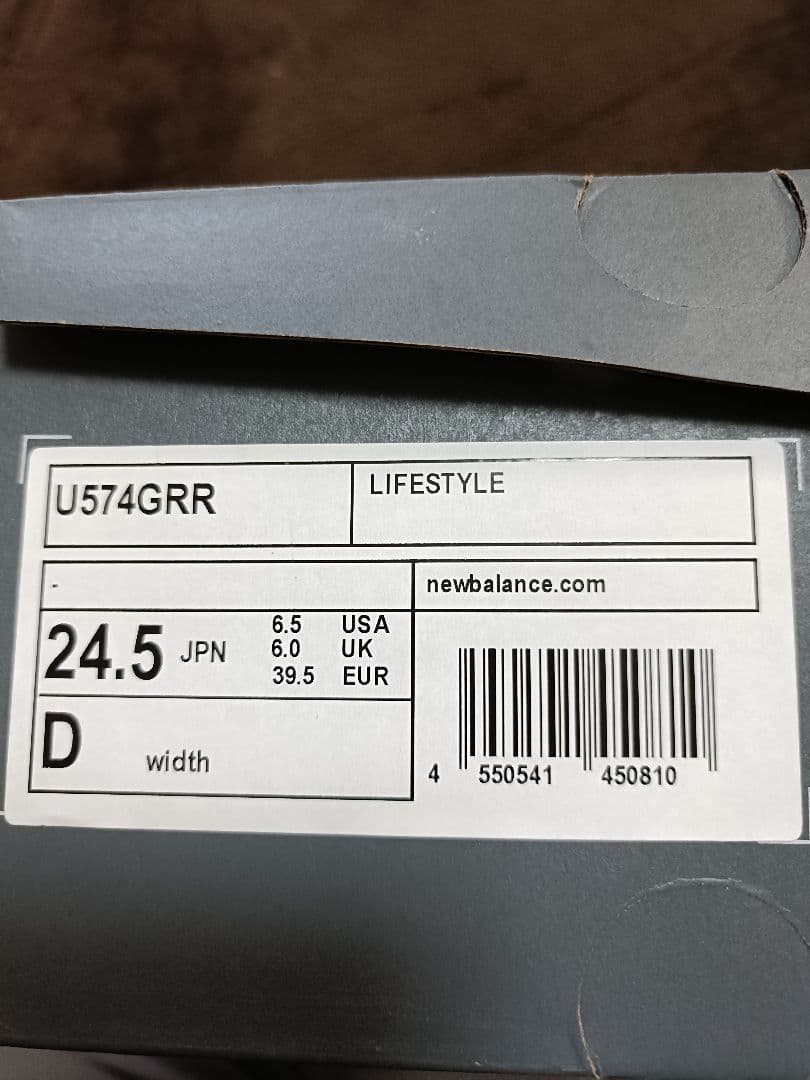 U574GRR
LIFESTYLE
-
newbalance.com
24.5 JPN
6.5 USA
6.0 UK
39.5 EUR
D width
4 550541 450810